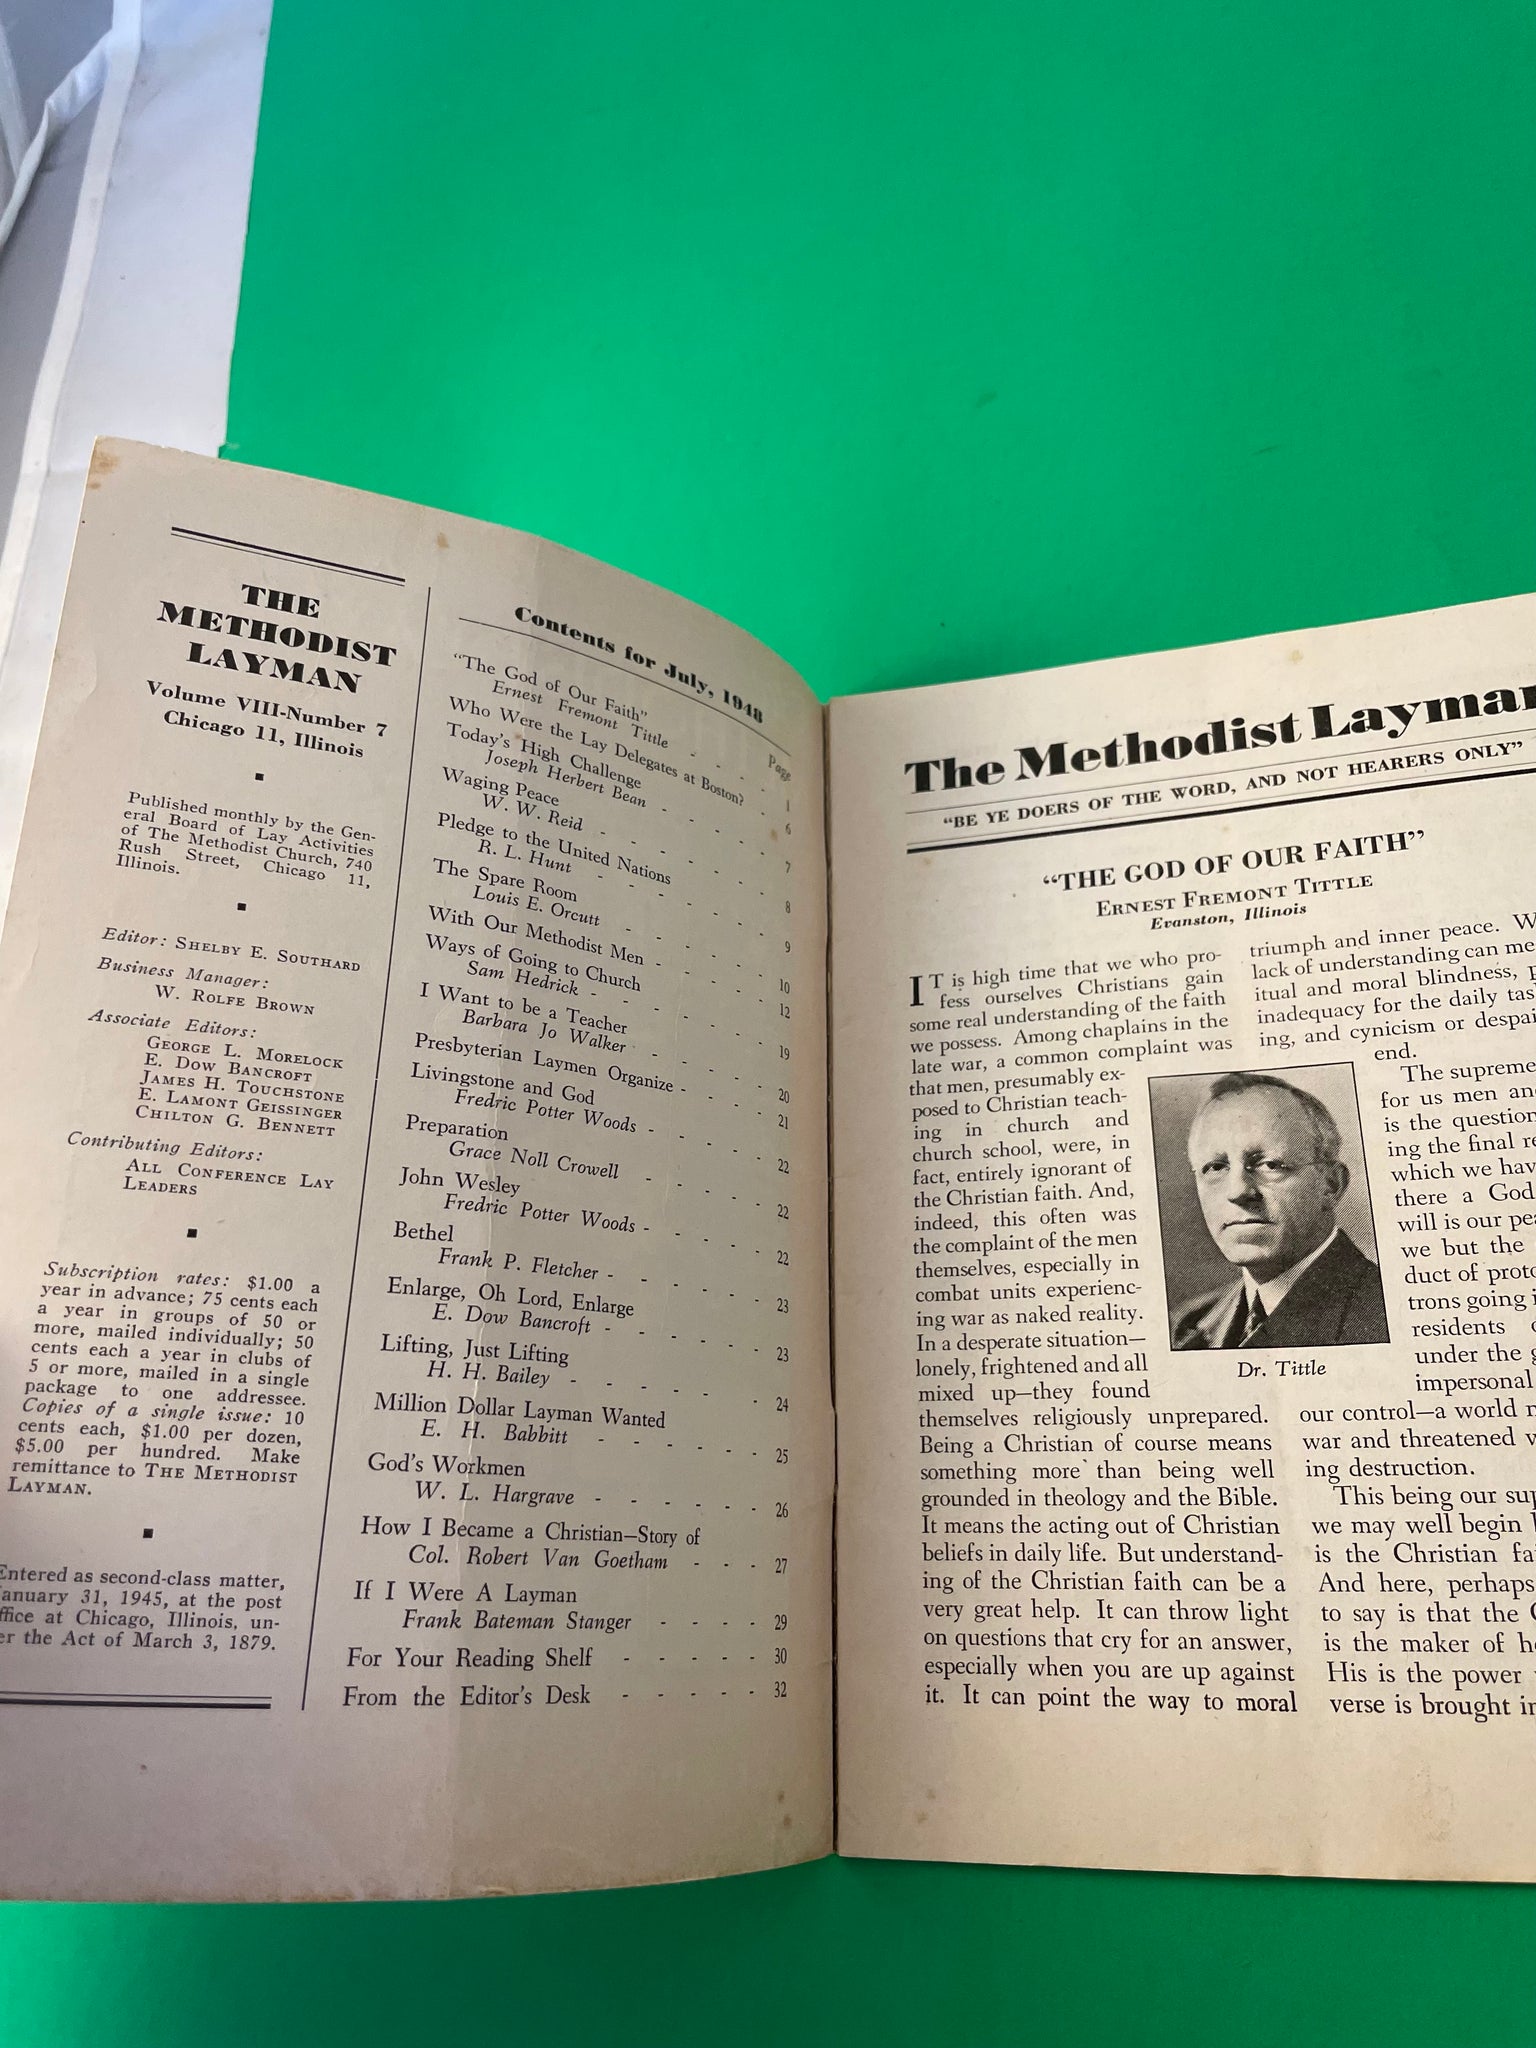 THE
METHODIST
LAYMAN
Volume VIII-Number 7
Chicago 11, Illinois
Published monthly by the Gen-
eral Board of Lay Activities
of The Methodist Church, 740
Rush Street, Chicago 11,
Illinois.
Editor: SHELBY E. SOUTHARD
Business Manager:
W. ROLFE BROWN
Associate Editors:
GEORGE L. MORELOCK
E. DOW BANCROFT
JAMES H. TOUCHSTONE
E. LAMONT GEISSINGER
CHILTON G. BENNETT
Contributing Editors:
ALL CONFERENCE LAY
LEADERS
Subscription rates: $1.00 a
year in advance; 75 cents each
a year in groups of 50 or
more, mailed individually; 50
cents each a year in clubs of
5 or more, mailed in a single
package to one addressee.
Copies of a single issue: 10
cents each, $1.00 per dozen,
$5.00 per hundred. Make
remittance to THE METHODIST
LAYMAN.
Entered as second-class matter,
anuary 31, 1945, at the post
ffice at Chicago, Illinois, un-
er the Act of March 3, 1879.
Contents for July, 1948
Page
"The God of Our Faith"
Ernest Fremont Tittle - - - 1
Who Were the Lay Delegates at Boston? - 6
Today's High Challenge
Joseph Herbert Bean - - - - 7
Waging Peace
W. W. Reid - - - - - - 8
Pledge to the United Nations
R. L. Hunt - - - - - - 9
The Spare Room
Louis E. Orcutt - - - - - 10
With Our Methodist Men - - - - 12
Ways of Going to Church
Sam Hedrick - - - - - - 19
I Want to be a Teacher
Barbara Jo Walker - - - - 20
Presbyterian Laymen Organize - - - - 21
Livingstone and God
Fredric Potter Woods - - - - 22
Preparation
Grace Noll Crowell - - - - 22
John Wesley
Fredric Potter Woods - - - - 22
Bethel
Frank P. Fletcher - - - - - 23
Enlarge, Oh Lord, Enlarge
E. Dow Bancroft - - - - - 23
Lifting, Just Lifting
H. H. Bailey - - - - - 24
Million Dollar Layman Wanted
E. H. Babbitt - - - - - - 25
God's Workmen
W. L. Hargrave - - - - - - 26
How I Became a Christian—Story of
Col. Robert Van Goetham - - - 27
If I Were A Layman
Frank Bateman Stanger - - - - 29
For Your Reading Shelf - - - - - 30
From the Editor's Desk - - - - - 32
The Methodist Layman
"BE YE DOERS OF THE WORD, AND NOT HEARERS ONLY"
"THE GOD OF OUR FAITH"
ERNEST FREMONT TITTLE
Evanston, Illinois
IT is high time that we who pro-
fess ourselves Christians gain
some real understanding of the faith
we possess. Among chaplains in the
late war, a common complaint was
that men, presumably ex-
posed to Christian teach-
ing in church and
church school, were, in
fact, entirely ignorant of
the Christian faith. And,
indeed, this often was
the complaint of the men
themselves, especially in
combat units experienc-
ing war as naked reality.
In a desperate situation—
lonely, frightened and all
mixed up—they found
themselves religiously unprepared.
Being a Christian of course means
something more than being well
grounded in theology and the Bible.
It means the acting out of Christian
beliefs in daily life. But understand-
ing of the Christian faith can be a
very great help. It can throw light
on questions that cry for an answer,
especially when you are up against
it. It can point the way to moral
triumph and inner peace. W
lack of understanding can me
itual and moral blindness, p
inadequacy for the daily tas
ing, and cynicism or despai
end.
The supreme
for us men an
is the question
ing the final re
which we hav
there a God
will is our pea
we but the
duct of proto
trons going i
residents o
under the g
impersonal
our control—a world
war and threatened
ing destruction.
This being our sup
we may well begin
is the Christian fai
And here, perhaps
to say is that the
is the maker of he
His is the power
verse is brought in
Dr. Tittle